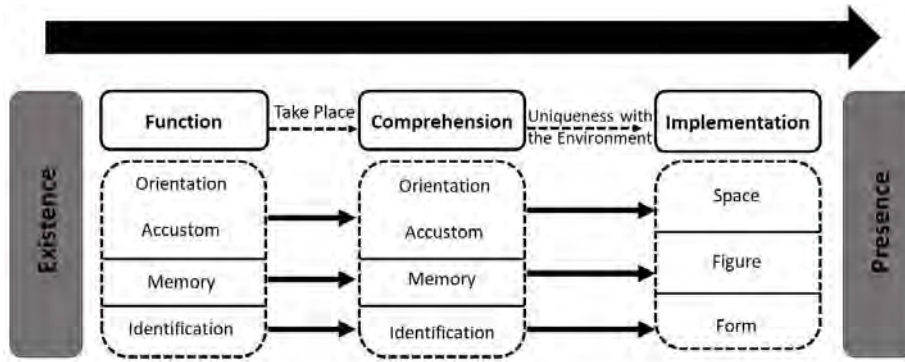 Existence
Function
Take Place
Comprehension
Uniqueness with
the Environment
Implementation
Orientation
Accustom
Memory
Identification
Orientation
Accustom
Memory
Identification
Space
Figure
Form
Presence